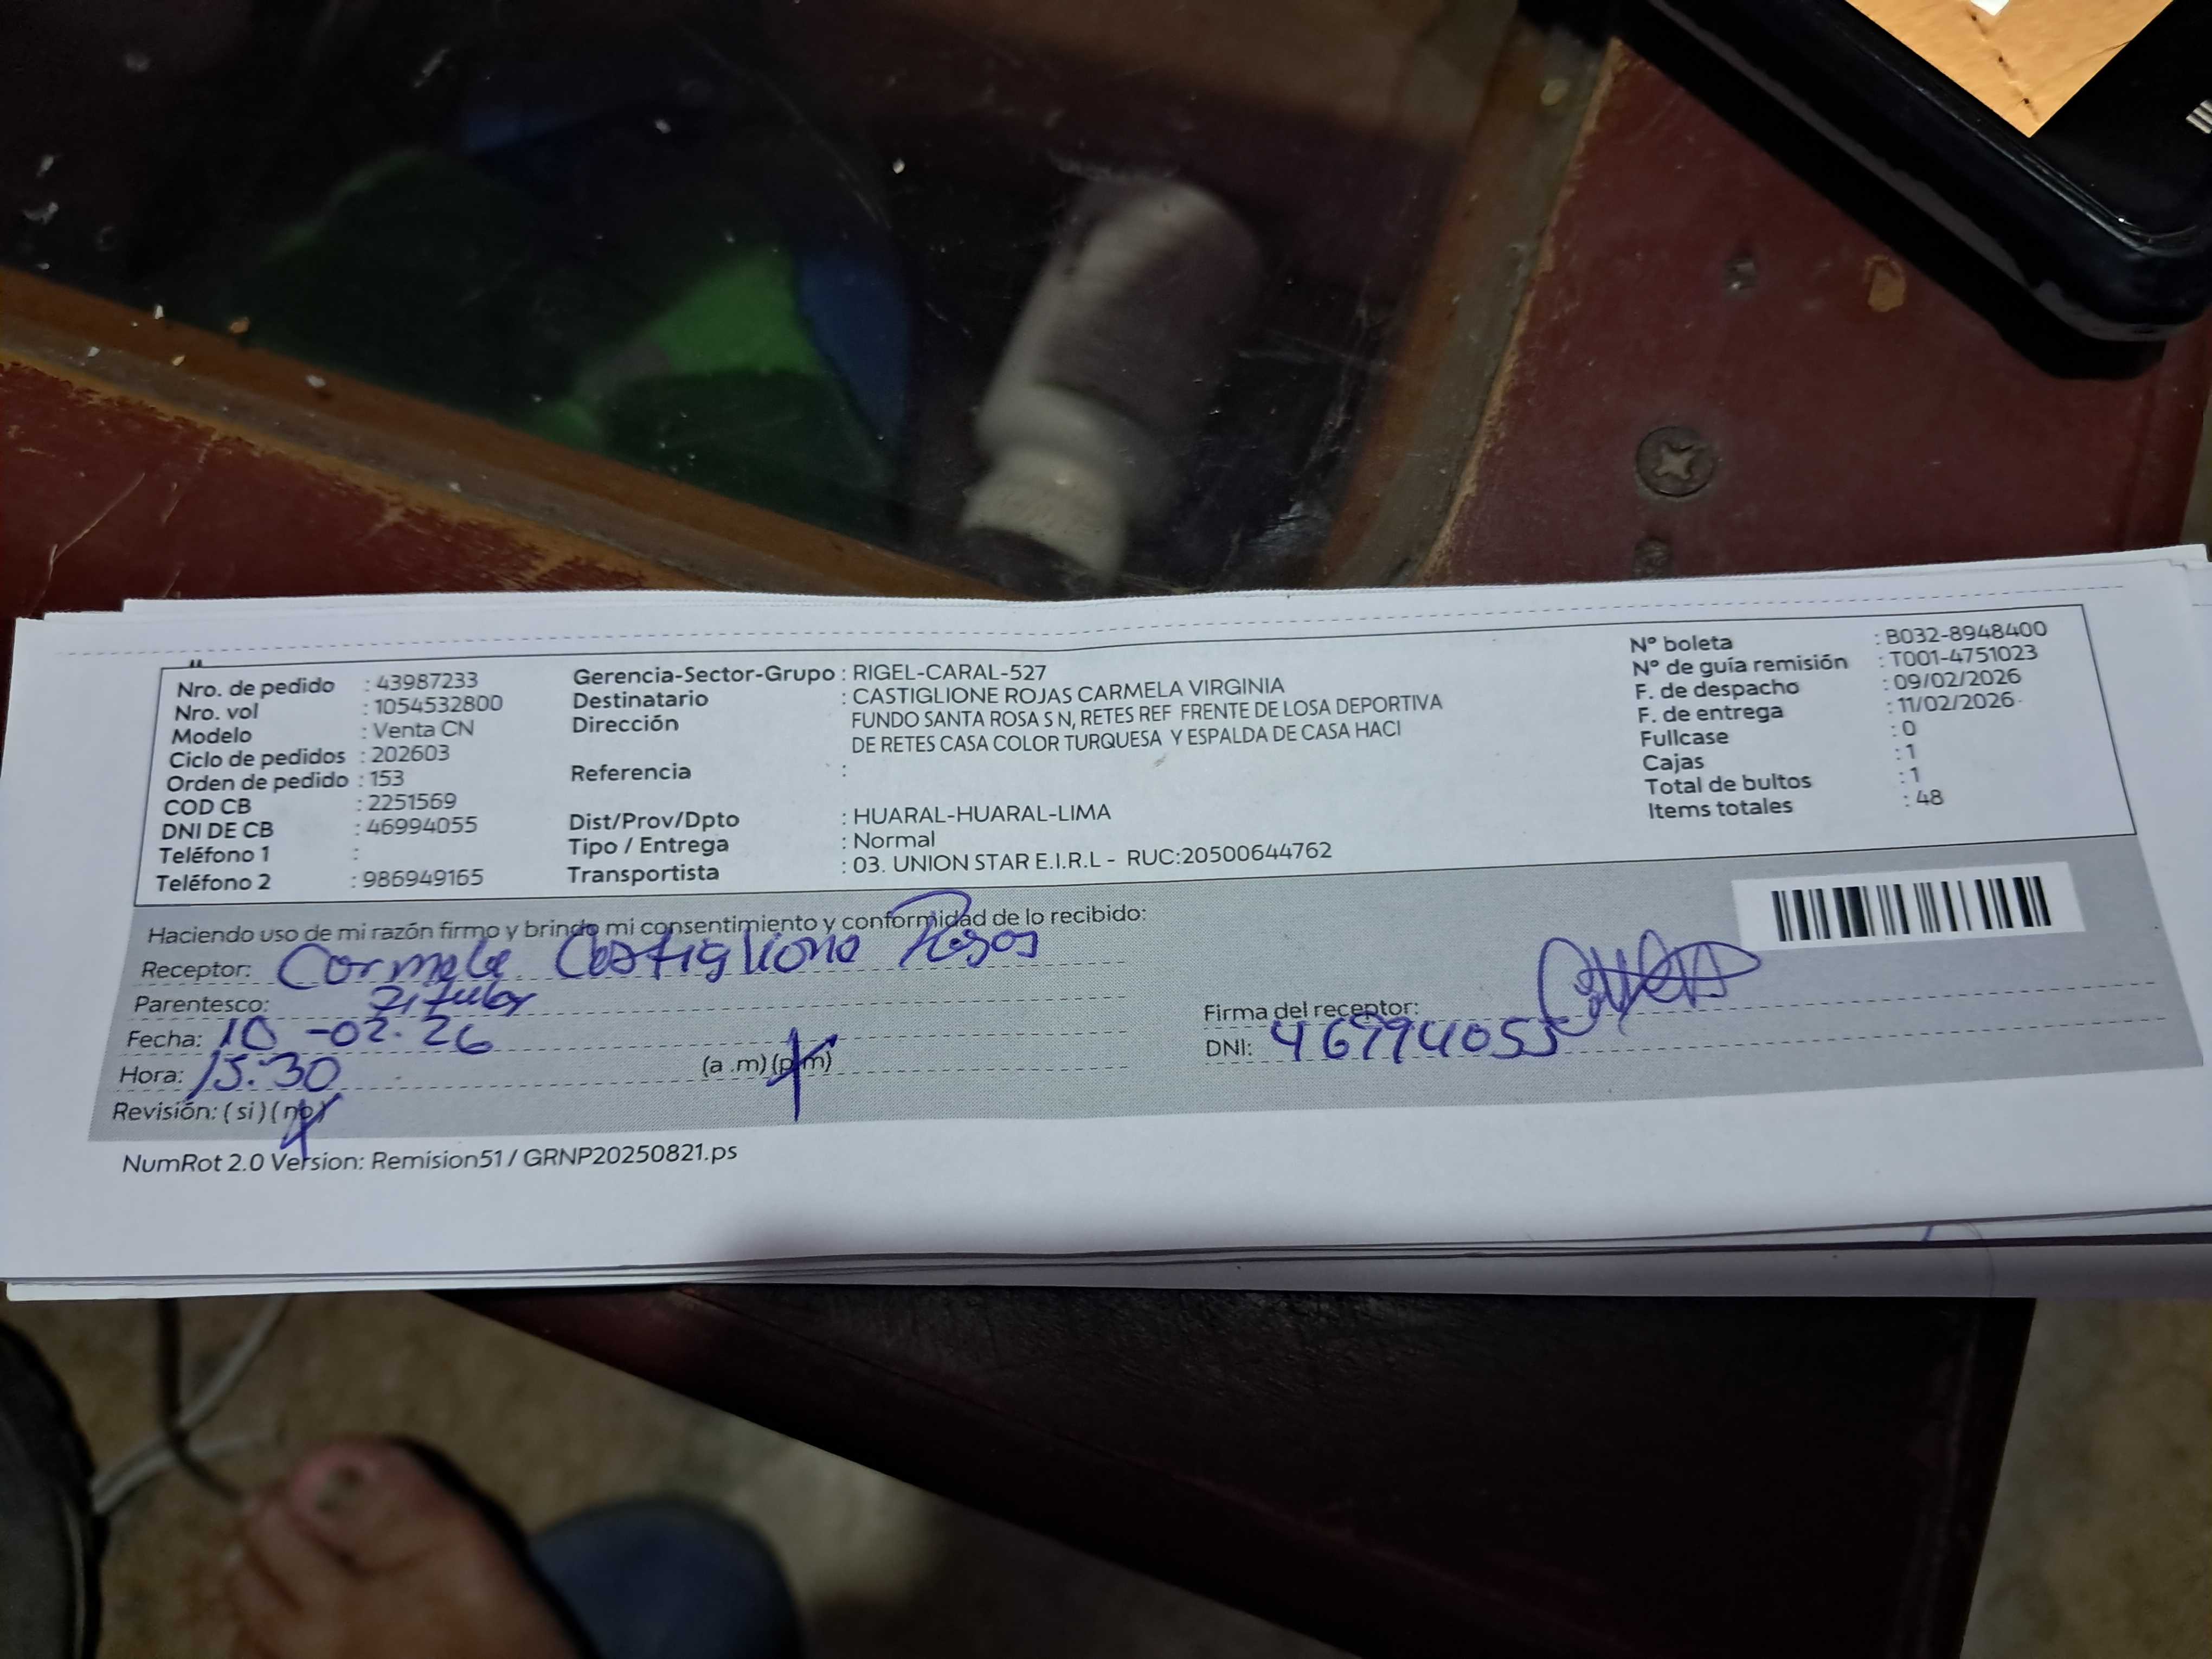 Nro. de pedido : 43987233
Nro. vol : 1054532800
Modelo : Venta CN
Ciclo de pedidos : 202603
Orden de pedido : 153
COD CB : 2251569
DNI DE CB : 46994055
Teléfono 1 :
Teléfono 2 : 986949165
Gerencia-Sector-Grupo : RIGEL-CARAL-527
Destinatario : CASTIGLIONE ROJAS CARMELA VIRGINIA
Dirección FUNDO SANTA ROSA S N, RETES REF FRENTE DE LOSA DEPORTIVA
DE RETES CASA COLOR TURQUESA Y ESPALDA DE CASA HACI
Referencia :
Dist/Prov/Dpto : HUARAL-HUARAL-LIMA
Tipo / Entrega : Normal
Transportista : 03. UNION STAR E.I.R.L - RUC:20500644762
N° boleta : B032-8948400
N° de guía remisión : T001-4751023
F. de despacho : 09/02/2026
F. de entrega : 11/02/2026
Fullcase : 0
Cajas : 1
Total de bultos : 1
Items totales : 48
Haciendo uso de mi razón firmo y brindo mi consentimiento y conformidad de lo recibido:
Receptor: Carmela Castiglione Rojas
Parentesco: Titular
Fecha: 10-02.26
Hora: 15:30 (a .m) (p.m)
Revisión: ( si ) ( no )
Firma del receptor:
DNI: 46994055
NumRot 2.0 Version: Remision51 / GRNP20250821.ps